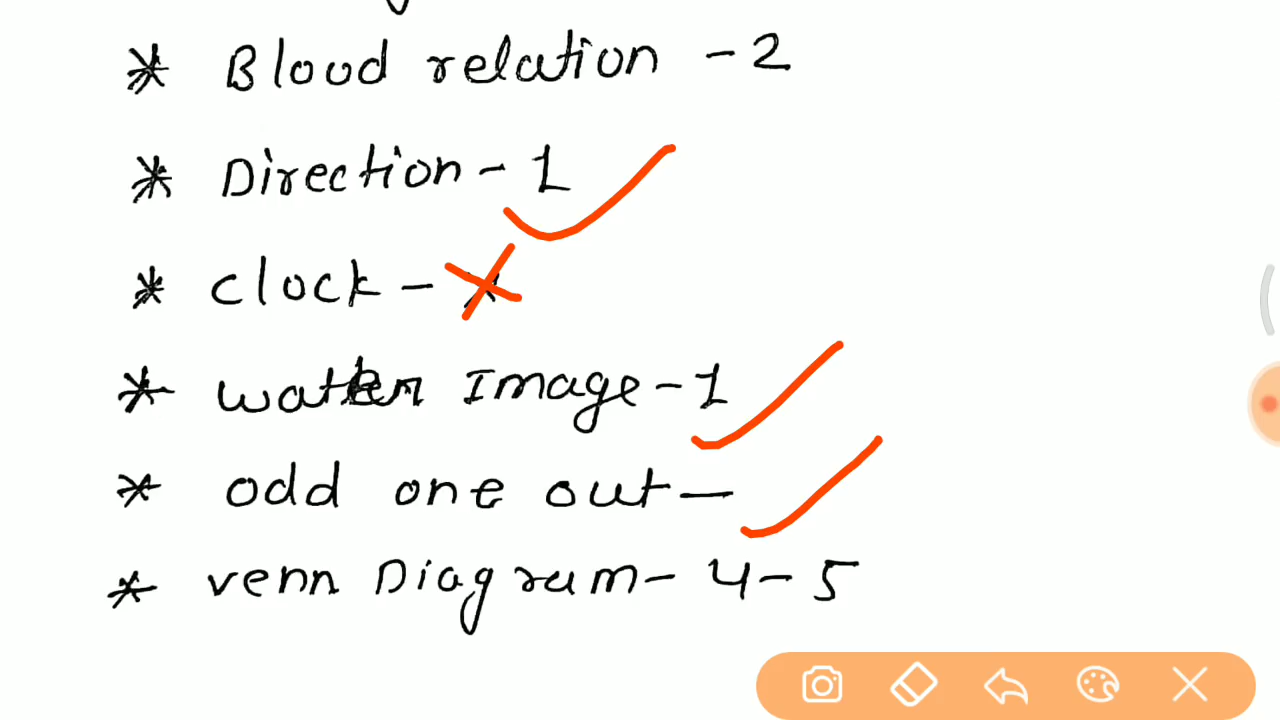 * Blood relation - 2
* Direction - 1
* clock - x
* water Image - 1
* odd one out —
* venn Diagram - 4-5